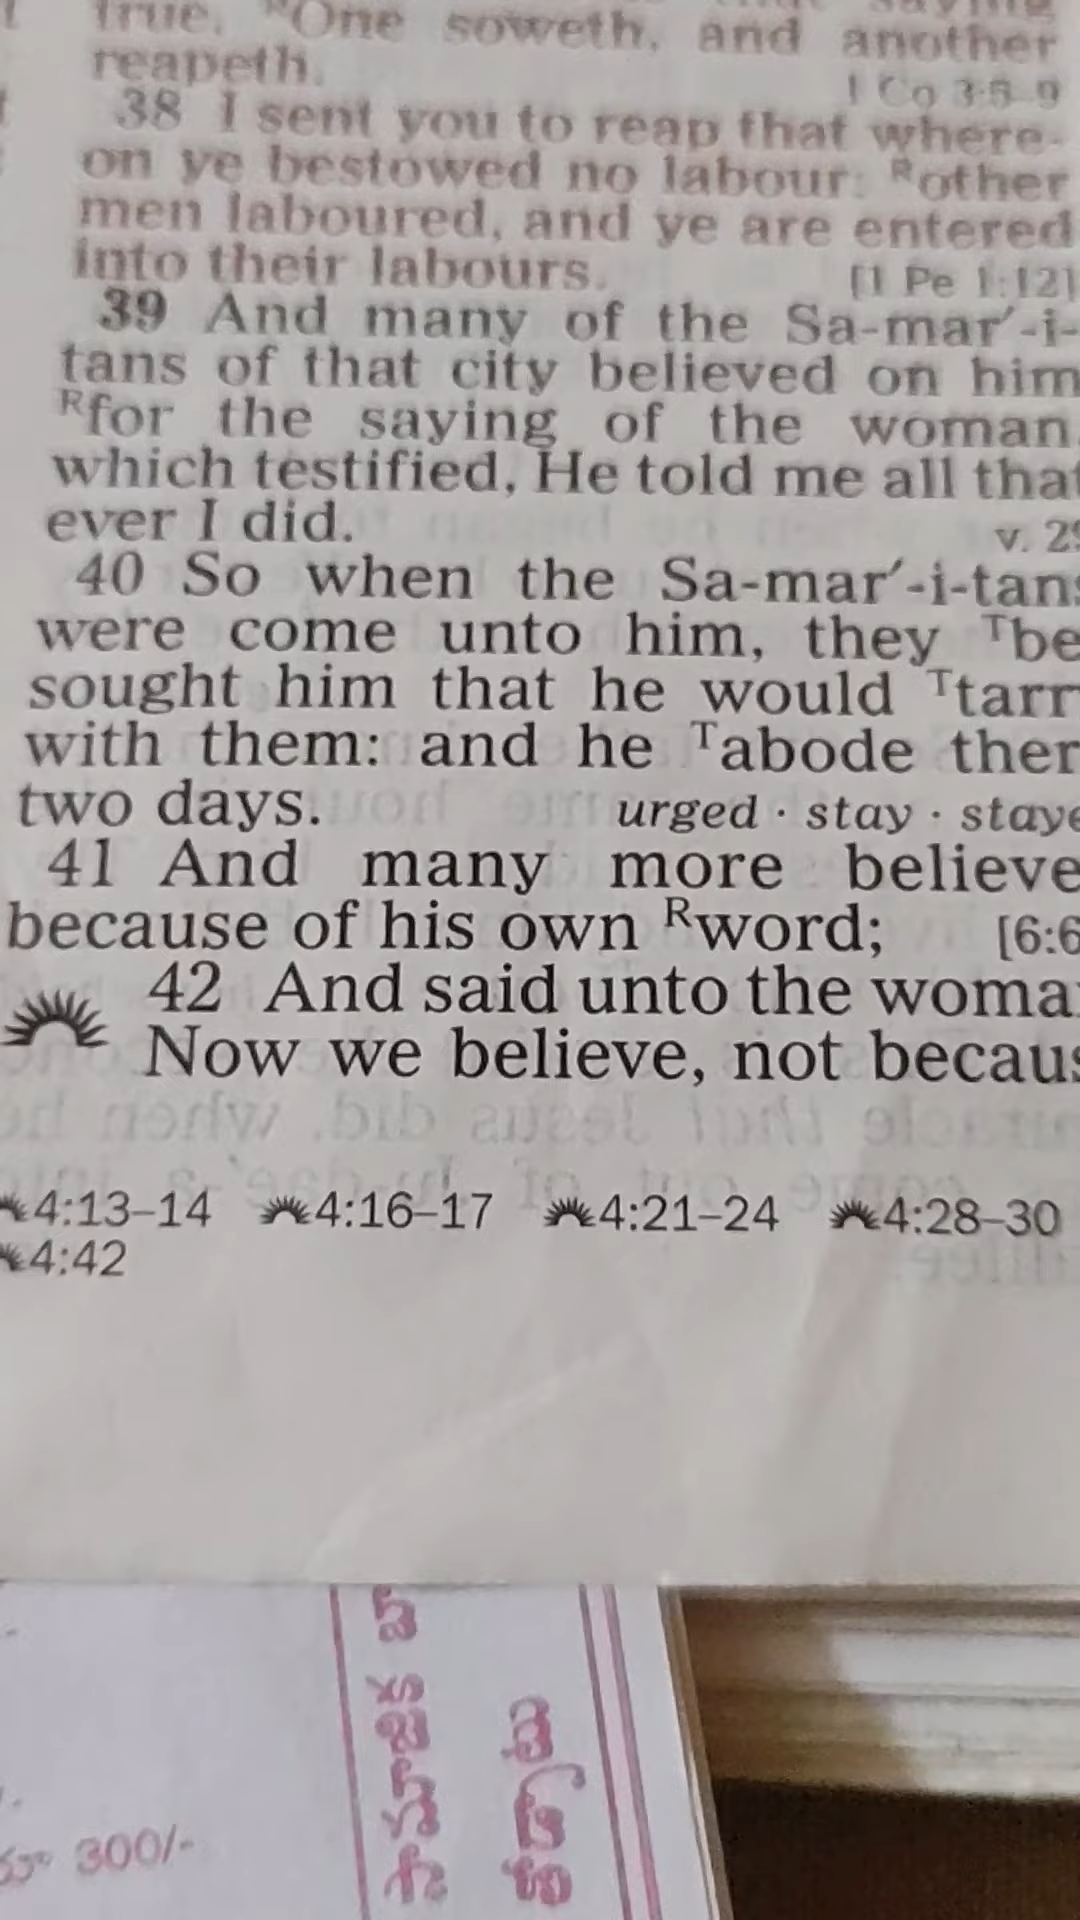 true, ᴿOne soweth, and another
reapeth.
1 Co 3:5-9
38 I sent you to reap that where-
on ye bestowed no labour: ᴿother
men laboured, and ye are entered
into their labours. [1 Pe 1:12]
39 And many of the Sa-mar′-i-
tans of that city believed on him
ᴿfor the saying of the woman,
which testified, He told me all that
ever I did. v. 29
40 So when the Sa-mar′-i-tans
were come unto him, they ᵀbe
sought him that he would ᵀtarr
with them: and he ᵀabode ther
two days. urged · stay · staye
41 And many more believe
because of his own ᴿword; [6:6
42 And said unto the woma
Now we believe, not becaus
4:13–14 4:16–17 4:21–24 4:28–30
4:42
300/-